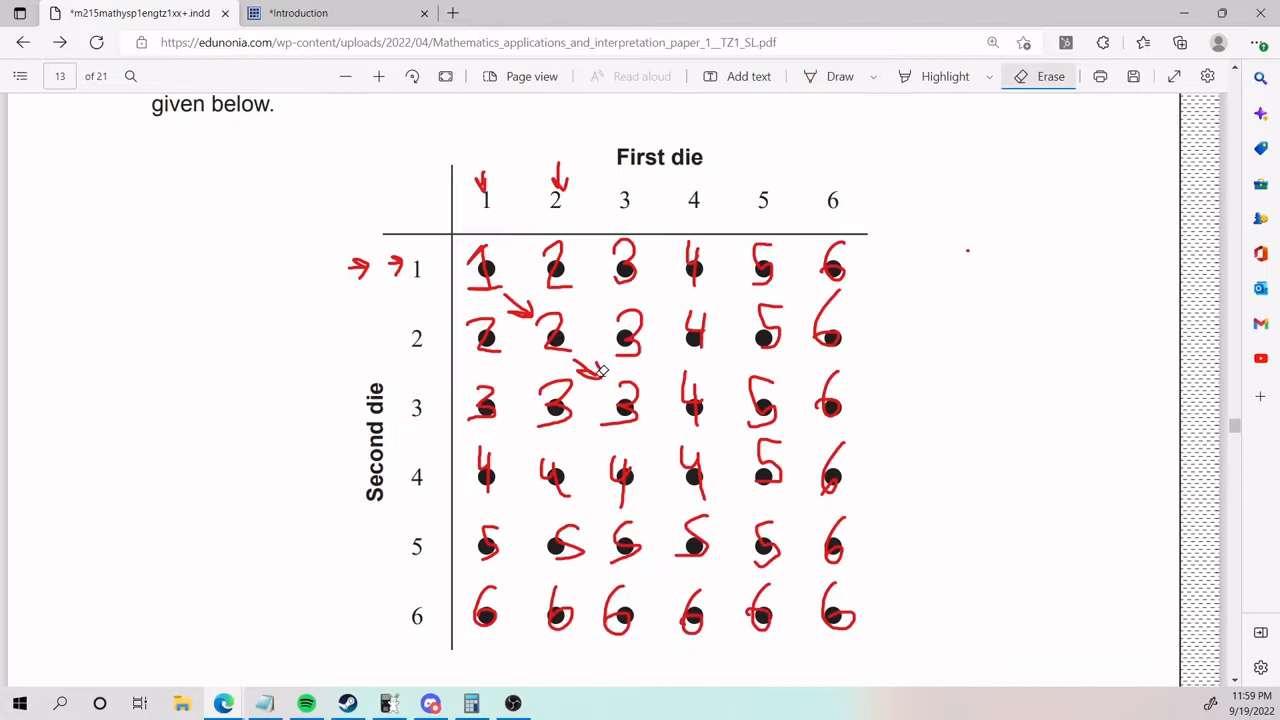 *m215mathysp1engtz1xx+.indd
*Introduction
https://edunonia.com/wp-content/uploads/2022/04/Mathematics_applications_and_interpretation_paper_1__TZ1_SL.pdf
13 of 21
Page view
Read aloud
Add text
Draw
Highlight
Erase
given below.
First die
1 2 3 4 5 6
1 1 2 3 4 5 6
2 2 2 3 4 5 6
Second die
3 3 3 3 4 5 6
4 4 4 4 4 5 6
5 5 5 5 5 5 6
6 6 6 6 6 6 6
11:59 PM
9/19/2022